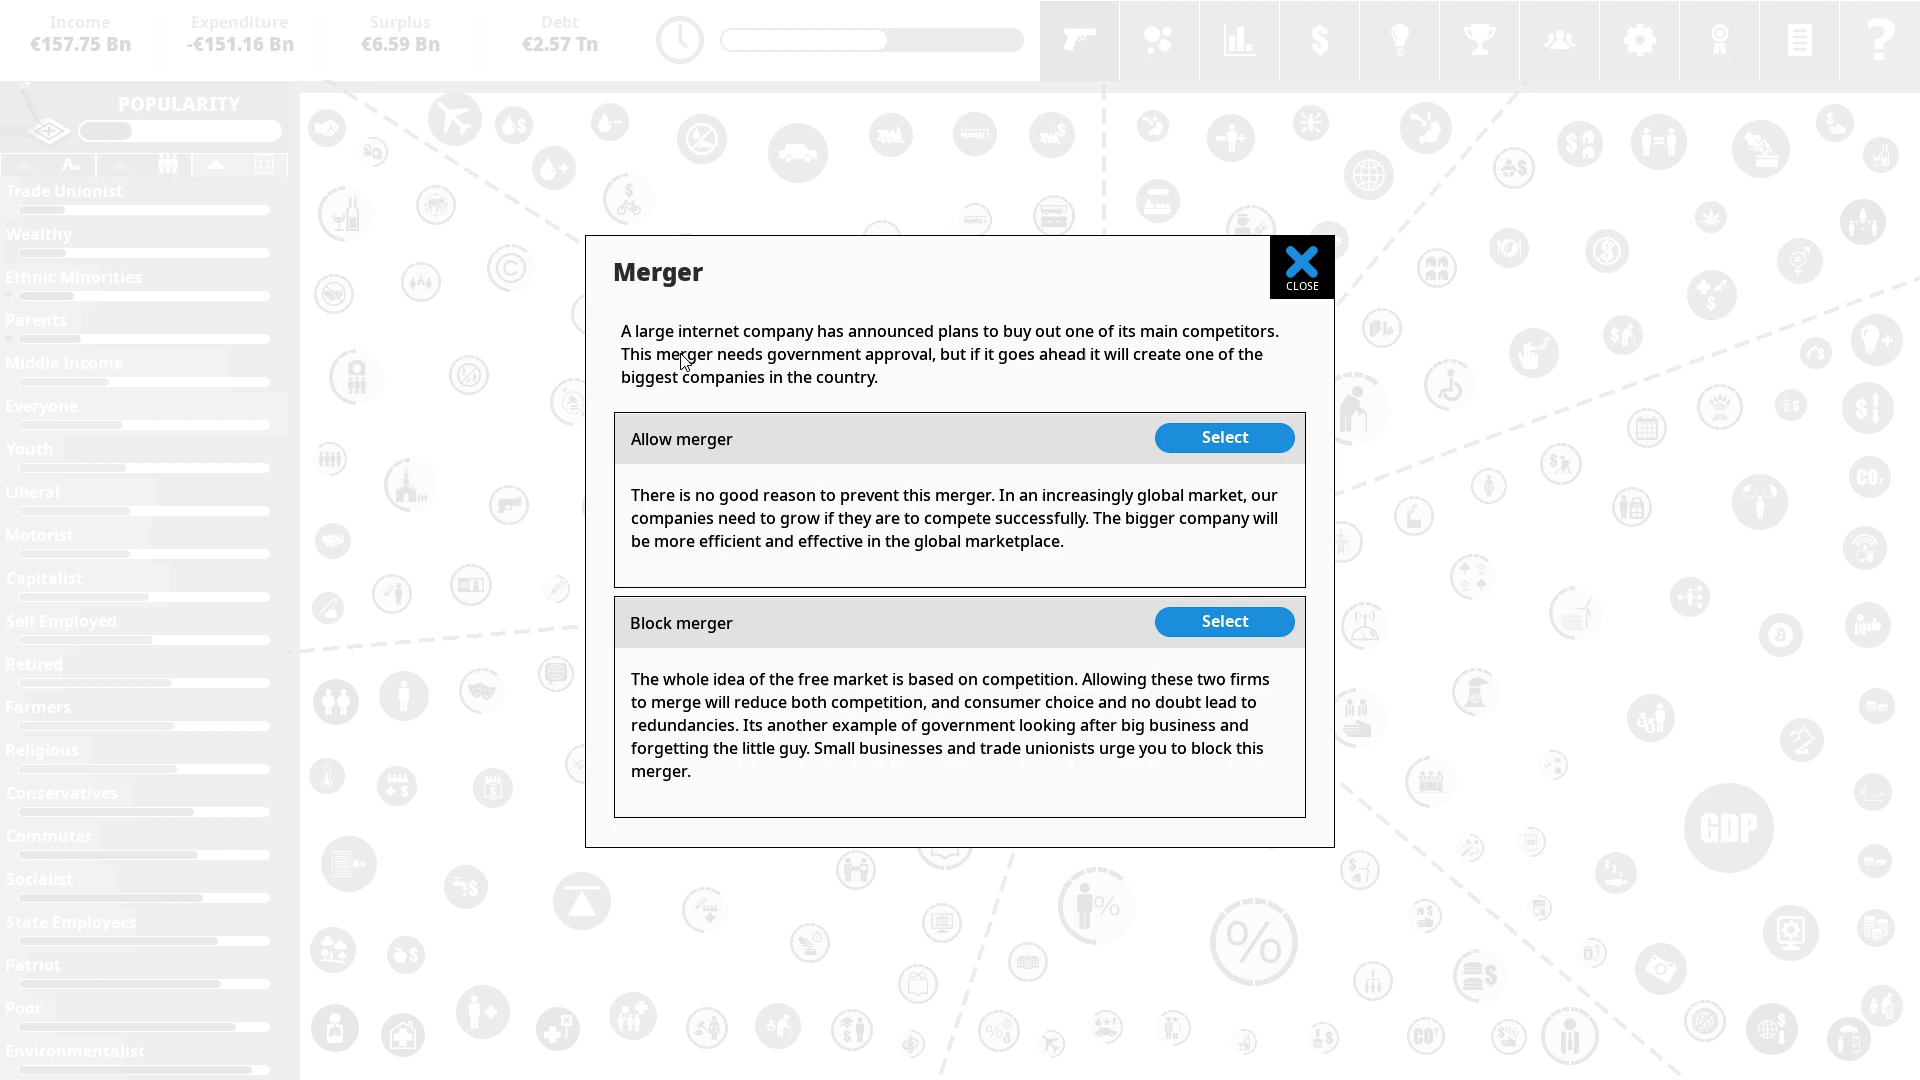 Income
€157.75 Bn
Expenditure
-€151.16 Bn
Surplus
€6.59 Bn
Debt
€2.57 Tn
?
POPULARITY
Trade Unionist
Wealthy
Ethnic Minorities
Parents
Middle Income
Everyone
Youth
Liberal
Motorist
Capitalist
Self Employed
Retired
Farmers
Religious
Conservatives
Commuter
Socialist
State Employees
Patriot
Poor
Environmentalist
Merger
CLOSE
A large internet company has announced plans to buy out one of its main competitors.
This merger needs government approval, but if it goes ahead it will create one of the
biggest companies in the country.
Allow merger
Select
There is no good reason to prevent this merger. In an increasingly global market, our
companies need to grow if they are to compete successfully. The bigger company will
be more efficient and effective in the global marketplace.
Block merger
Select
The whole idea of the free market is based on competition. Allowing these two firms
to merge will reduce both competition, and consumer choice and no doubt lead to
redundancies. Its another example of government looking after big business and
forgetting the little guy. Small businesses and trade unionists urge you to block this
merger.
CO₂
GDP
%
%